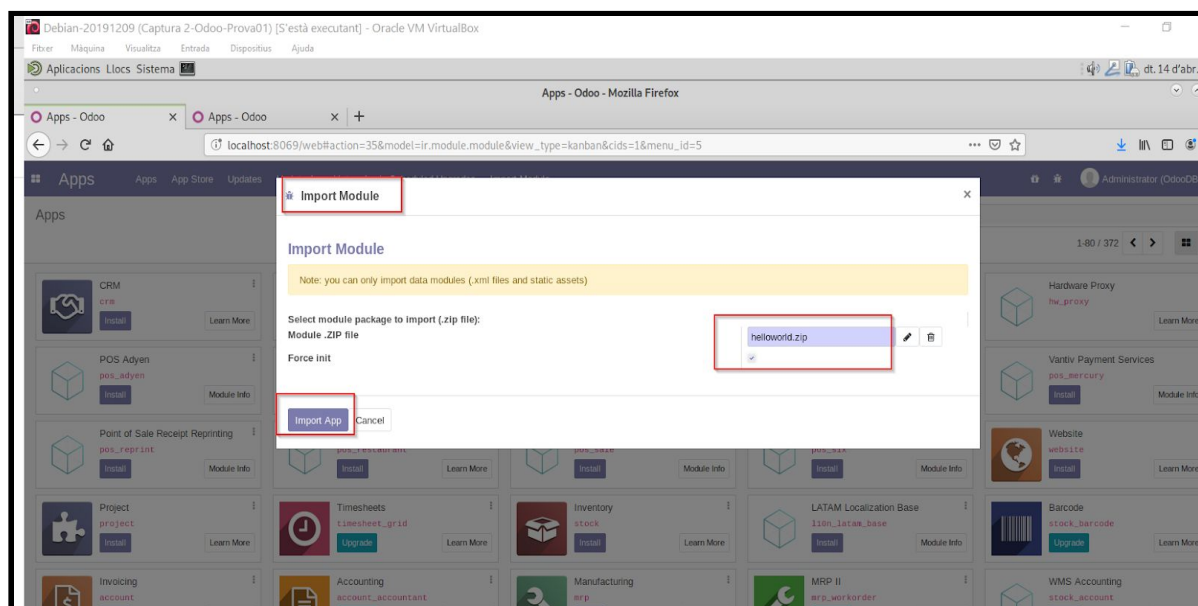 Debian-20191209 (Captura 2-Odoo-Prova01) [S'està executant] - Oracle VM VirtualBox
Fitxer Màquina Visualitza Entrada Dispositius Ajuda
Aplicacions Llocs Sistema dt. 14 d'abr.
Apps - Odoo - Mozilla Firefox
Apps - Odoo Apps - Odoo
localhost:8069/web#action=35&model=ir.module.module&view_type=kanban&cids=1&menu_id=5
Apps Apps App Store Updates Administrator (OdooDB
Import Module
Apps
1-80 / 372
Import Module
Note: you can only import data modules (.xml files and static assets)
Select module package to import (.zip file):
Module .ZIP file helloworld.zip
Force init
Import App Cancel
CRM
crm
Install Learn More
Hardware Proxy
hw_proxy
Learn More
POS Adyen
pos_adyen
Install Module Info
Vantiv Payment Services
pos_mercury
Install Module Info
Point of Sale Receipt Reprinting
pos_reprint pos_restaurant pos_sale pos_six
Install Module Info Install Learn More Install Module Info Install Module Info
Website
website
Install Learn More
Project Timesheets Inventory LATAM Localization Base Barcode
project timesheet_grid stock l10n_latam_base stock_barcode
Install Learn More Upgrade Learn More Install Learn More Install Module Info Upgrade Learn More
Invoicing Accounting Manufacturing MRP II WMS Accounting
account account_accountant mrp mrp_workorder stock_account